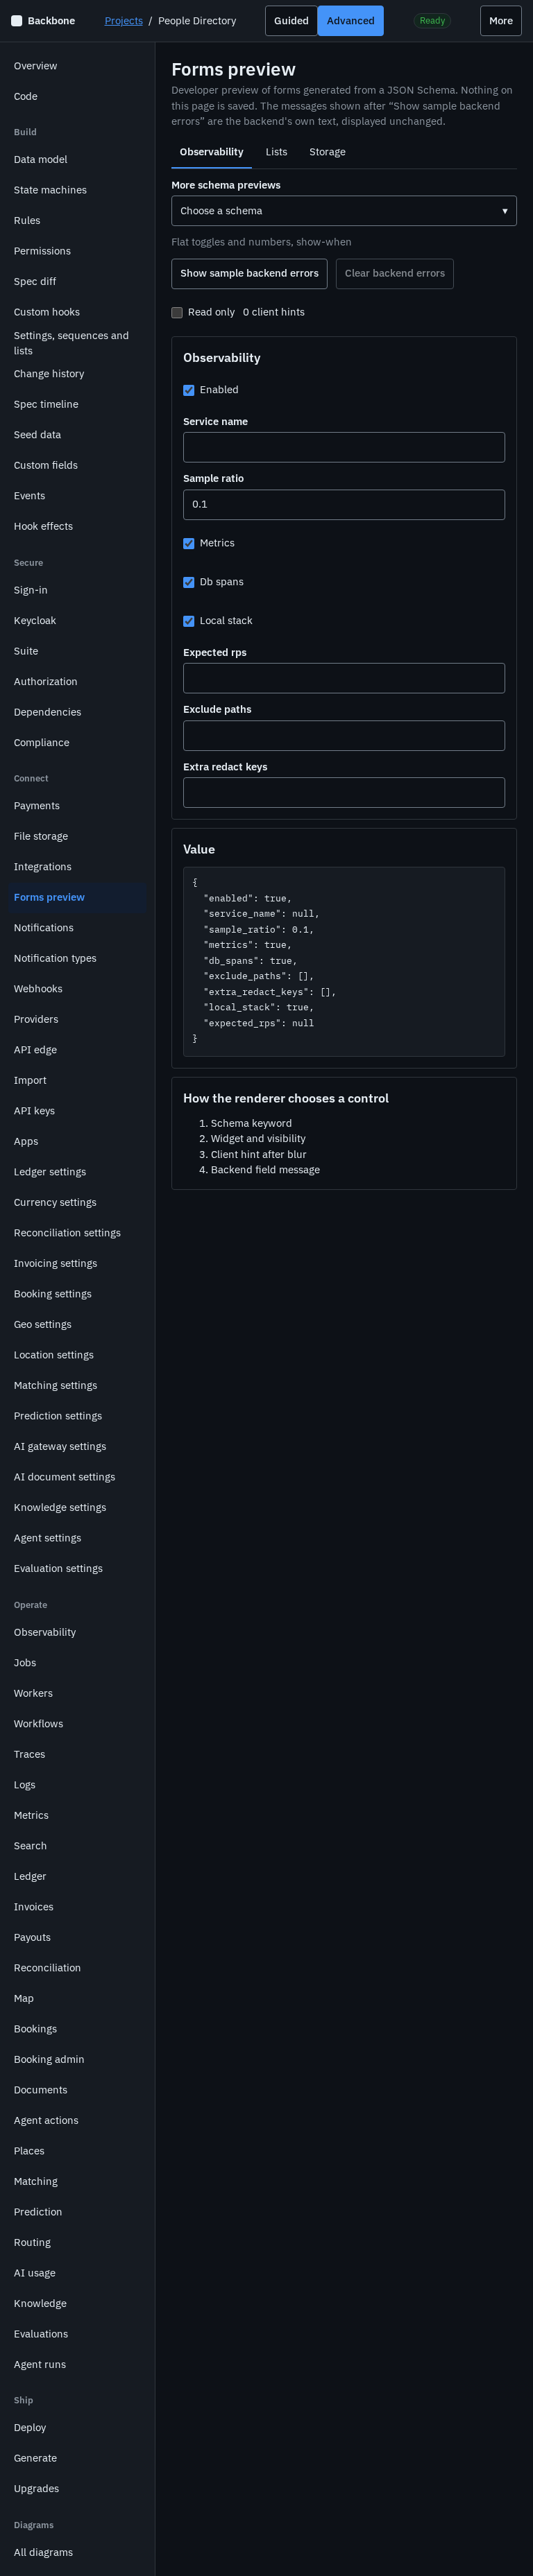 Backbone
Projects / People Directory
Guided
Advanced
Ready
More
Overview
Code
Build
Data model
State machines
Rules
Permissions
Spec diff
Custom hooks
Settings, sequences and
lists
Change history
Spec timeline
Seed data
Custom fields
Events
Hook effects
Secure
Sign-in
Keycloak
Suite
Authorization
Dependencies
Compliance
Connect
Payments
File storage
Integrations
Forms preview
Notifications
Notification types
Webhooks
Providers
API edge
Import
API keys
Apps
Ledger settings
Currency settings
Reconciliation settings
Invoicing settings
Booking settings
Geo settings
Location settings
Matching settings
Prediction settings
AI gateway settings
AI document settings
Knowledge settings
Agent settings
Evaluation settings
Operate
Observability
Jobs
Workers
Workflows
Traces
Logs
Metrics
Search
Ledger
Invoices
Payouts
Reconciliation
Map
Bookings
Booking admin
Documents
Agent actions
Places
Matching
Prediction
Routing
AI usage
Knowledge
Evaluations
Agent runs
Ship
Deploy
Generate
Upgrades
Diagrams
All diagrams
Forms preview
Developer preview of forms generated from a JSON Schema. Nothing on
this page is saved. The messages shown after “Show sample backend
errors” are the backend's own text, displayed unchanged.
Observability
Lists
Storage
More schema previews
Choose a schema
Flat toggles and numbers, show-when
Show sample backend errors
Clear backend errors
Read only 0 client hints
Observability
Enabled
Service name
Sample ratio
0.1
Metrics
Db spans
Local stack
Expected rps
Exclude paths
Extra redact keys
Value
{
"enabled": true,
"service_name": null,
"sample_ratio": 0.1,
"metrics": true,
"db_spans": true,
"exclude_paths": [],
"extra_redact_keys": [],
"local_stack": true,
"expected_rps": null
}
How the renderer chooses a control
1. Schema keyword
2. Widget and visibility
3. Client hint after blur
4. Backend field message